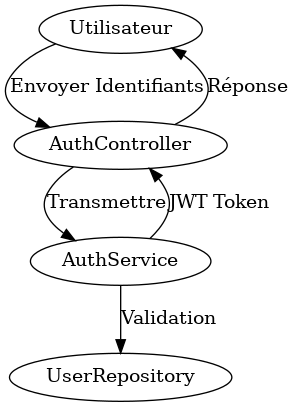 Utilisateur
Envoyer Identifiants
Réponse
AuthController
Transmettre
JWT Token
AuthService
Validation
UserRepository